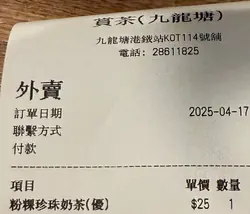 賞茶(九龍塘)
九龍塘港鐵站KOT114號舖
電話: 28611825
外賣
訂單日期 2025-04-17
聯繫方式
付款
項目 單價 數量
粉粿珍珠奶茶(優) $25 1